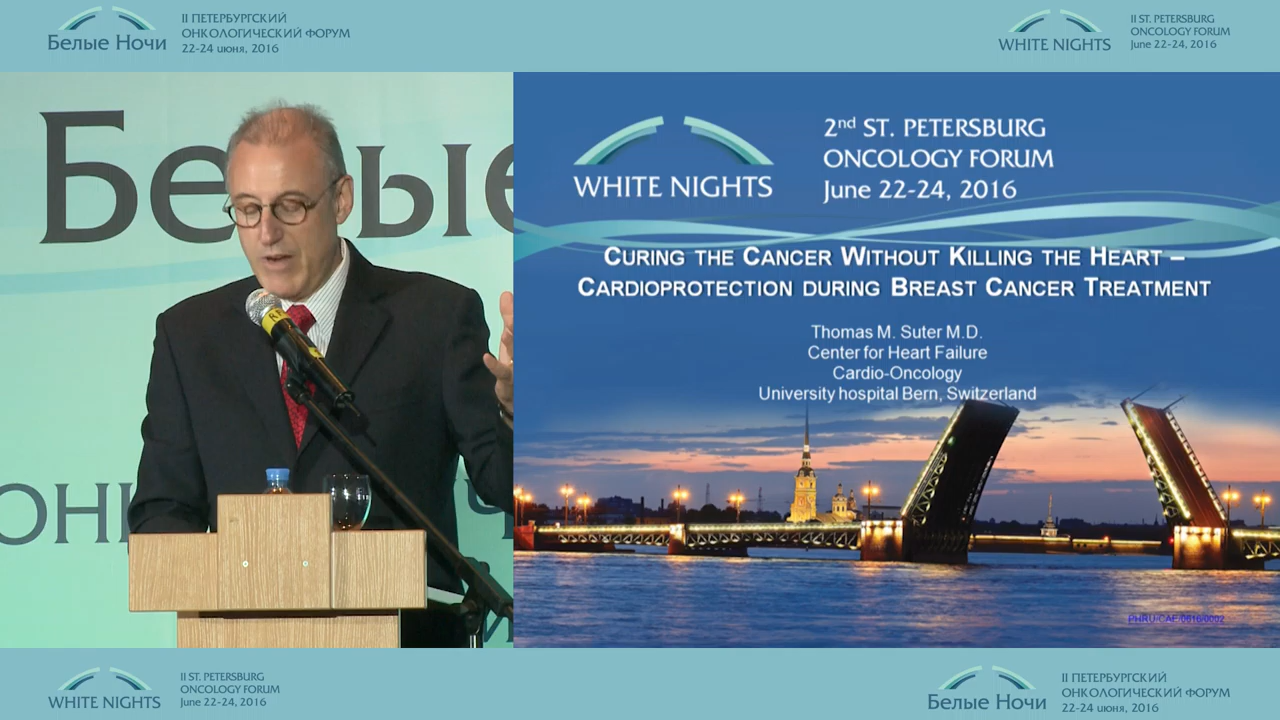 Белые Ночи
II ПЕТЕРБУРГСКИЙ
ОНКОЛОГИЧЕСКИЙ ФОРУМ
22-24 июня, 2016
WHITE NIGHTS
II ST. PETERSBURG
ONCOLOGY FORUM
June 22-24, 2016
Белые
WHITE NIGHTS
2nd ST. PETERSBURG
ONCOLOGY FORUM
June 22-24, 2016
CURING THE CANCER WITHOUT KILLING THE HEART –
CARDIOPROTECTION DURING BREAST CANCER TREATMENT
Thomas M. Suter M.D.
Center for Heart Failure
Cardio-Oncology
University hospital Bern, Switzerland
PHRU/CAF/0616/0002
WHITE NIGHTS
II ST. PETERSBURG
ONCOLOGY FORUM
June 22-24, 2016
Белые Ночи
II ПЕТЕРБУРГСКИЙ
ОНКОЛОГИЧЕСКИЙ ФОРУМ
22-24 июня, 2016